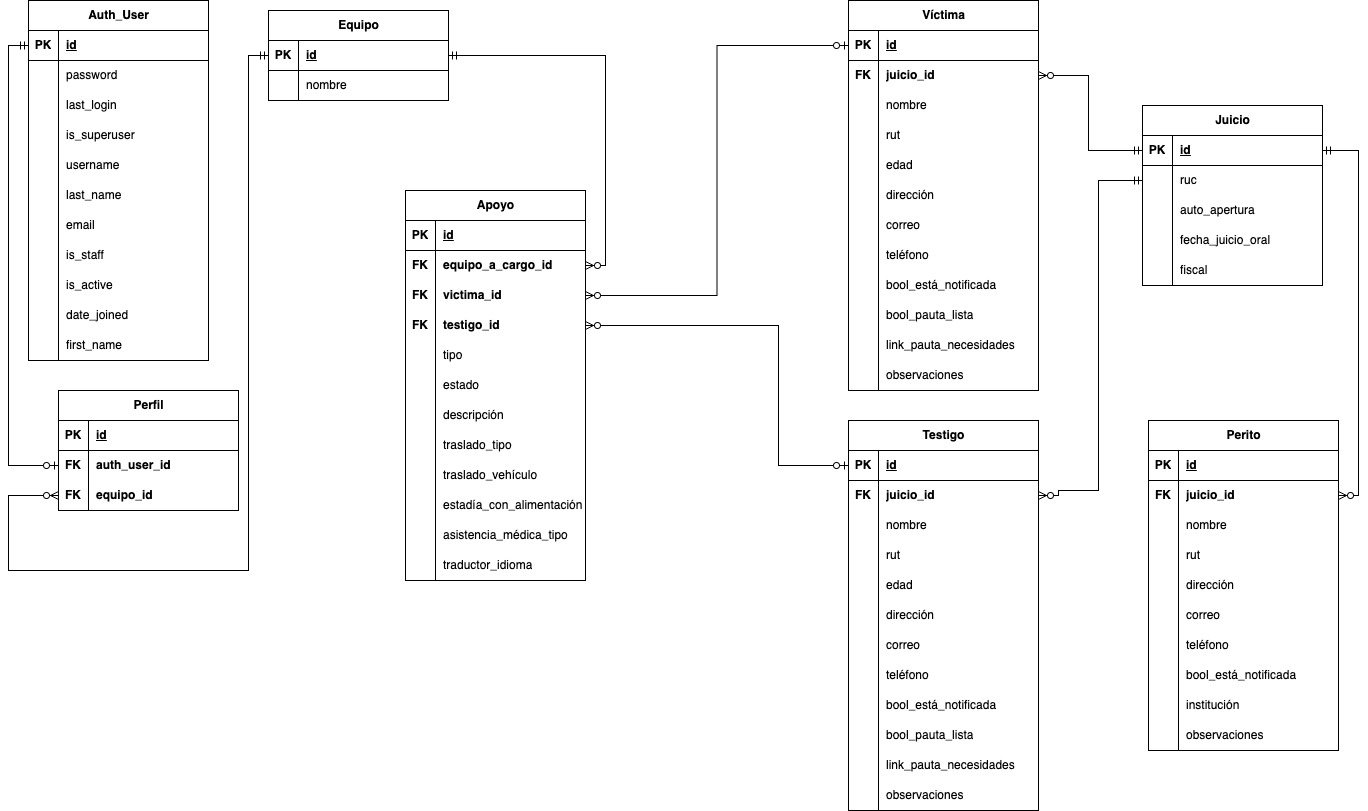 Auth_User
PK id
password
last_login
is_superuser
username
last_name
email
is_staff
is_active
date_joined
first_name
Perfil
PK id
FK auth_user_id
FK equipo_id
Equipo
PK id
nombre
Apoyo
PK id
FK equipo_a_cargo_id
FK victima_id
FK testigo_id
tipo
estado
descripción
traslado_tipo
traslado_vehículo
estadía_con_alimentación
asistencia_médica_tipo
traductor_idioma
Víctima
PK id
FK juicio_id
nombre
rut
edad
dirección
correo
teléfono
bool_está_notificada
bool_pauta_lista
link_pauta_necesidades
observaciones
Testigo
PK id
FK juicio_id
nombre
rut
edad
dirección
correo
teléfono
bool_está_notificada
bool_pauta_lista
link_pauta_necesidades
observaciones
Juicio
PK id
ruc
auto_apertura
fecha_juicio_oral
fiscal
Perito
PK id
FK juicio_id
nombre
rut
dirección
correo
teléfono
bool_está_notificada
institución
observaciones